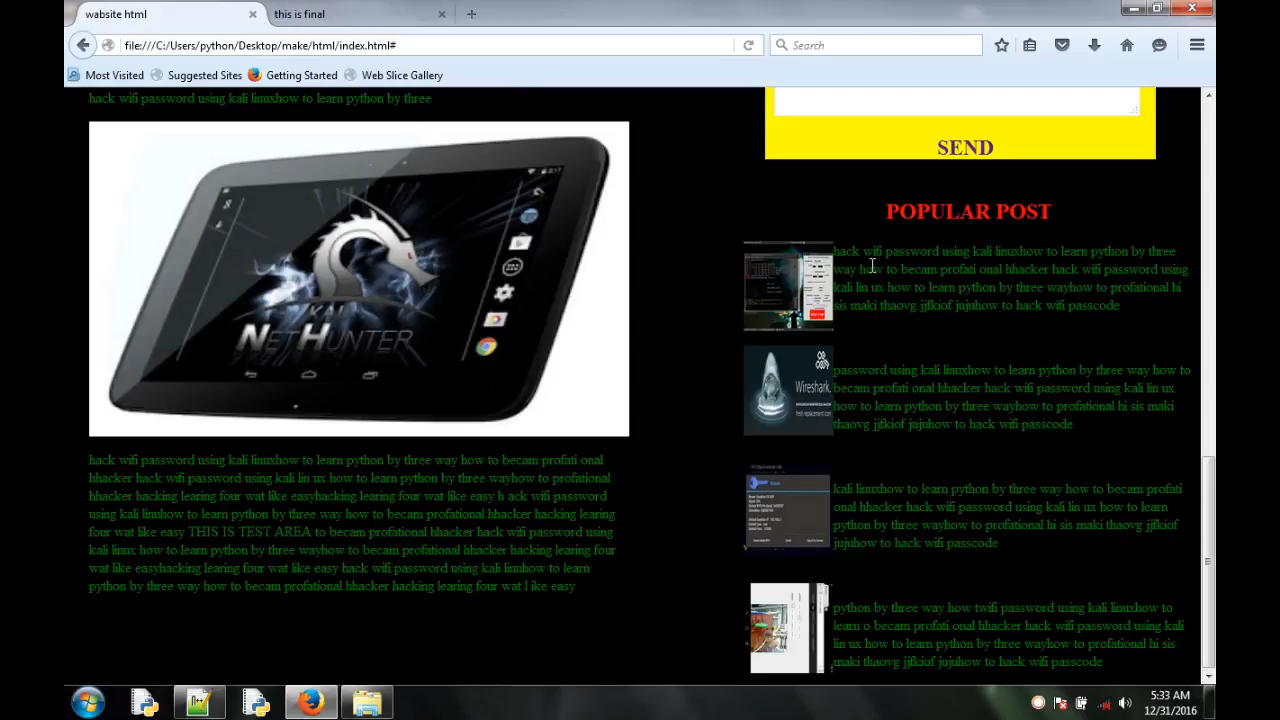 wabsite html
this is final
file:///C:/Users/python/Desktop/make/html/index.html#
Search
Most Visited
Suggested Sites
Getting Started
Web Slice Gallery
hack wifi password using kali linuxhow to learn python by three
NETHUNTER
hack wifi password using kali linuxhow to learn python by three way how to becam profati onal
hhacker hack wifi password using kali lin ux how to learn python by three wayhow to profational
hhacker hacking learing four wat like easyhacking learing four wat like easy h ack wifi password
using kali linuhow to learn python by three wayhow to becam profational hhacker hacking learing
four wat like easy THIS IS TEST AREA to becam profational hhacker hack wifi password using
kali linux how to learn python by three wayhow to becam profational hhacker hacking learing four
wat like easyhacking learing four wat like easy hack wifi password using kali linuhow to learn
python by three way how to becam profational hhacker hacking learing four wat l ike easy
SEND
POPULAR POST
hack wifi password using kali linuxhow to learn python by three
way how to becam profati onal hhacker hack wifi password using
kali lin ux how to learn python by three wayhow to profational hi
sis maki thaovg jjfkiof jujuhow to hack wifi passcode
Wireshark.
password using kali linuxhow to learn python by three way how to
becam profati onal hhacker hack wifi password using kali lin ux
how to learn python by three wayhow to profational hi sis maki
thaovg jjfkiof jujuhow to hack wifi passcode
kali linuxhow to learn python by three way how to becam profati
onal hhacker hack wifi password using kali lin ux how to learn
python by three wayhow to profational hi sis maki thaovg jjfkiof
jujuhow to hack wifi passcode
python by three way how twifi password using kali linuxhow to
learn o becam profati onal hhacker hack wifi password using kali
lin ux how to learn python by three wayhow to profational hi sis
maki thaovg jjfkiof jujuhow to hack wifi passcode
5:33 AM
12/31/2016